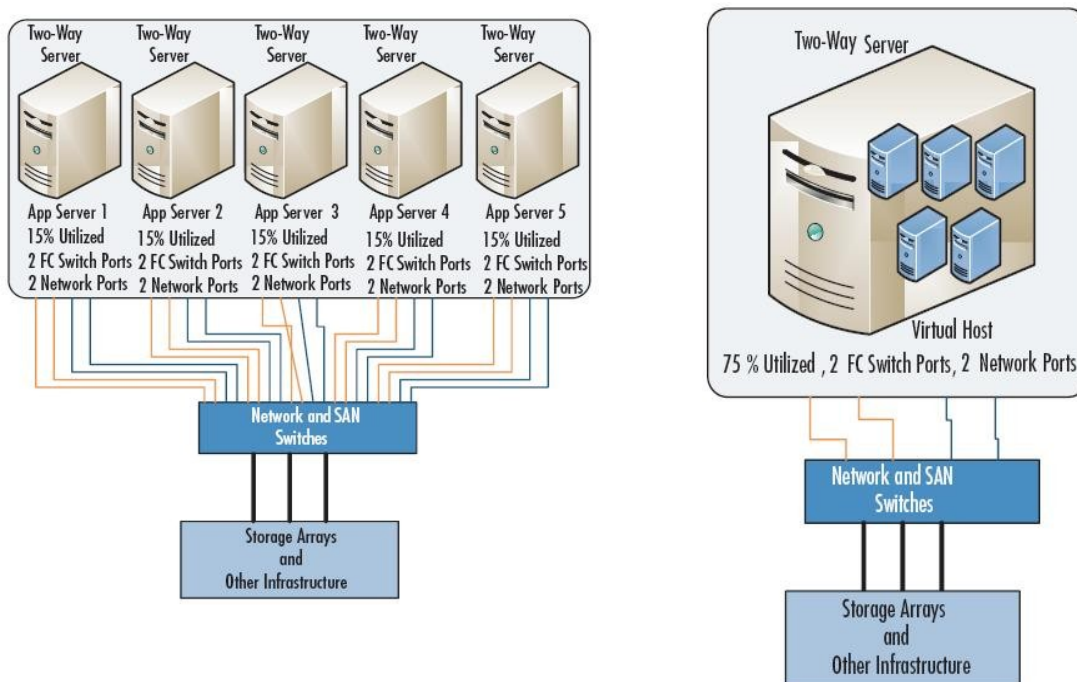 Two-Way
Server
Two-Way
Server
Two-Way
Server
Two-Way
Server
Two-Way
Server
App Server 1
15% Utilized
2 FC Switch Ports
2 Network Ports
App Server 2
15% Utilized
2 FC Switch Ports
2 Network Ports
App Server 3
15% Utilized
2 FC Switch Ports
2 Network Ports
App Server 4
15% Utilized
2 FC Switch Ports
2 Network Ports
App Server 5
15% Utilized
2 FC Switch Ports
2 Network Ports
Network and SAN
Switches
Storage Arrays
and
Other Infrastructure
Two-Way Server
Virtual Host
75 % Utilized , 2 FC Switch Ports, 2 Network Ports
Network and SAN
Switches
Storage Arrays
and
Other Infrastructure